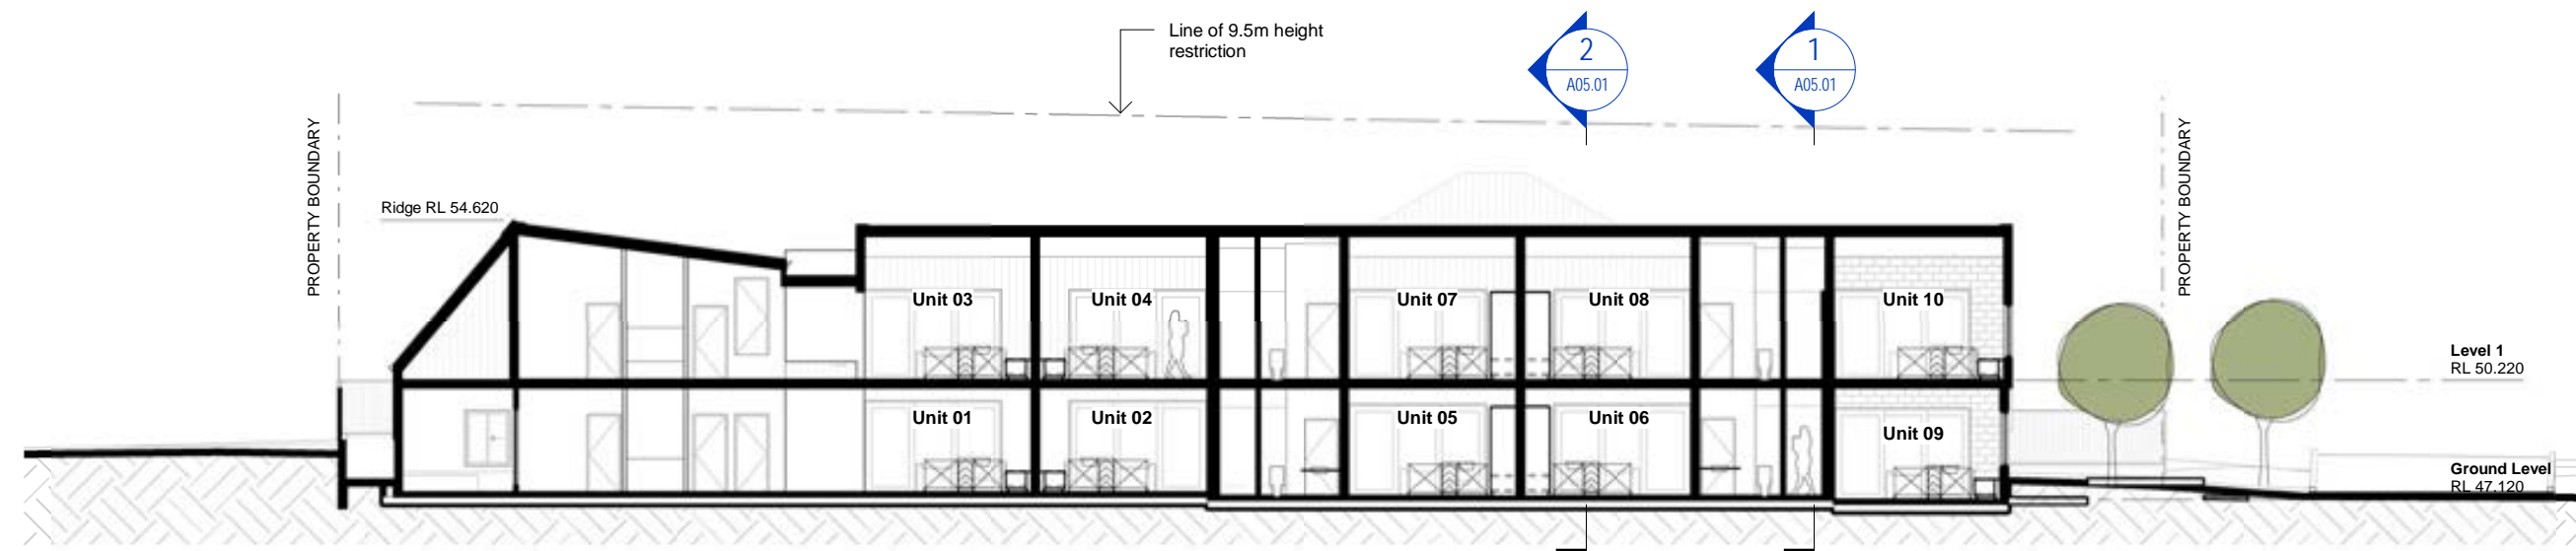 Line of 9.5m height
restriction
2
A05.01
1
A05.01
PROPERTY BOUNDARY
PROPERTY BOUNDARY
Ridge RL 54.620
Unit 03
Unit 04
Unit 07
Unit 08
Unit 10
Level 1
RL 50.220
Unit 01
Unit 02
Unit 05
Unit 06
Unit 09
Ground Level
RL 47.120